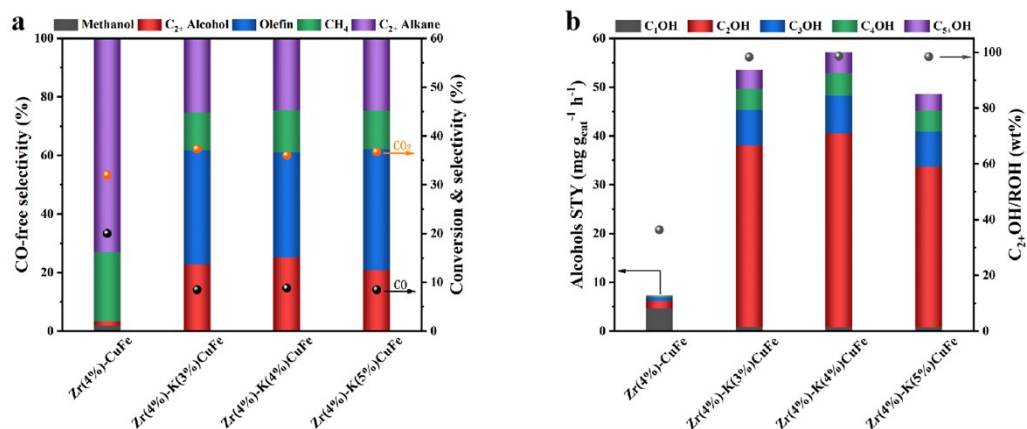 a
Methanol C₂₊ Alcohol Olefin CH₄ C₂₊ Alkane
CO-free selectivity (%)
100
80
60
40
20
0
CO₂
CO
60
50
40
30
20
10
0
Conversion & selectivity (%)
Zr(4%)-CuFe
Zr(4%)-K(3%)CuFe
Zr(4%)-K(4%)CuFe
Zr(4%)-K(5%)CuFe
b
C₁OH C₂OH C₃OH C₄OH C₅₊OH
Alcohols STY (mg g_cat⁻¹ h⁻¹)
60
50
40
30
20
10
0
100
80
60
40
20
0
C₂₊OH/ROH (wt%)
Zr(4%)-CuFe
Zr(4%)-K(3%)CuFe
Zr(4%)-K(4%)CuFe
Zr(4%)-K(5%)CuFe